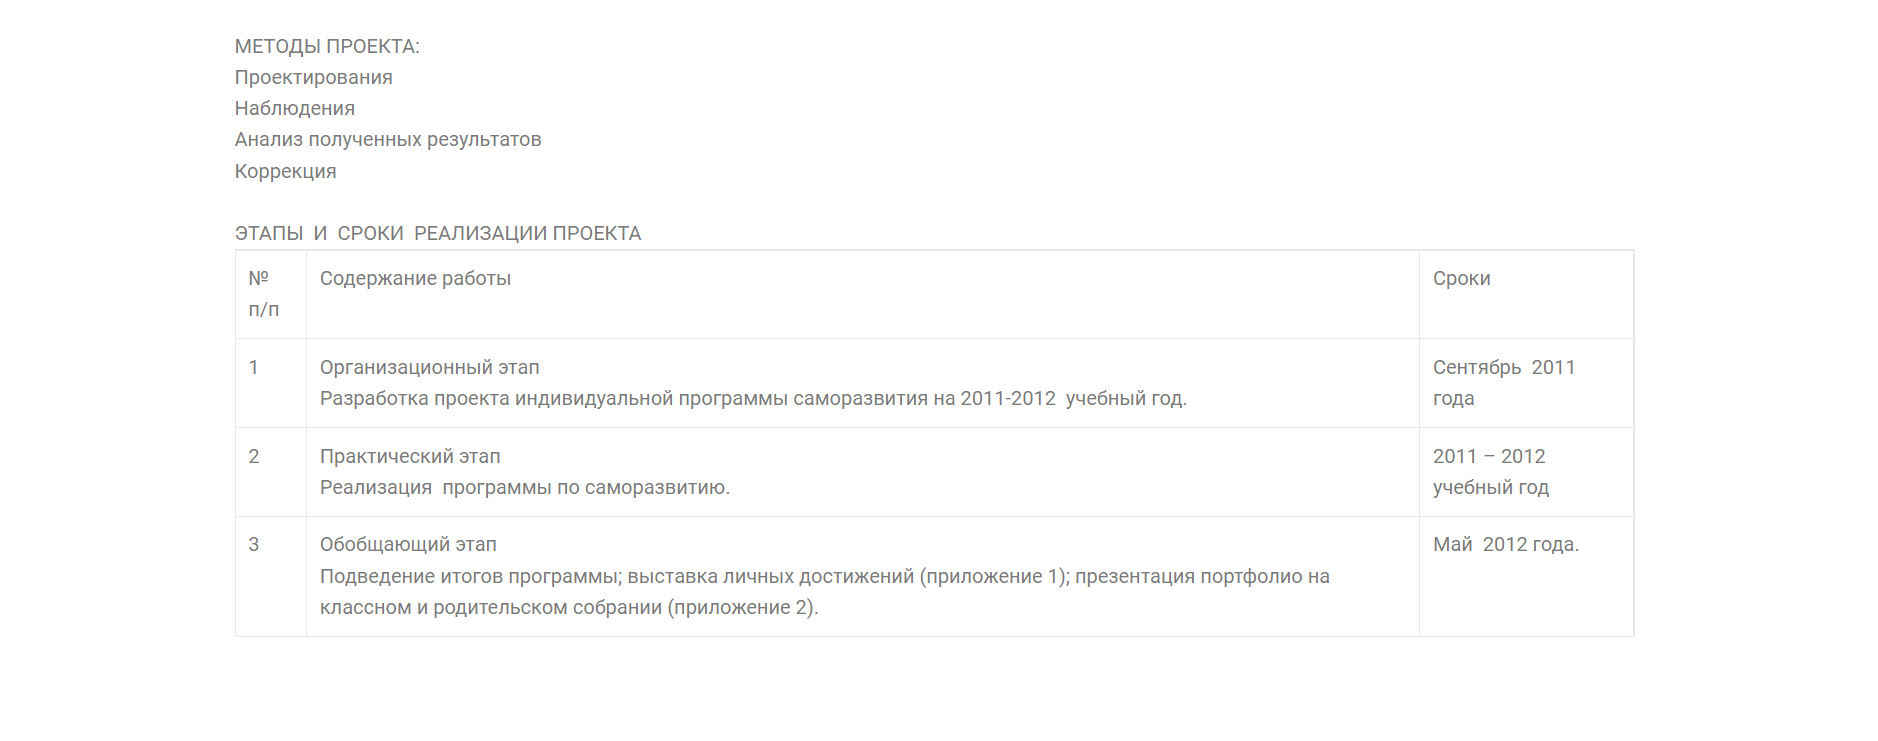 МЕТОДЫ ПРОЕКТА:
Проектирования
Наблюдения
Анализ полученных результатов
Коррекция
ЭТАПЫ И СРОКИ РЕАЛИЗАЦИИ ПРОЕКТА
№ п/п
Содержание работы
Сроки
1
Организационный этап
Разработка проекта индивидуальной программы саморазвития на 2011-2012 учебный год.
Сентябрь 2011
года
2
Практический этап
Реализация программы по саморазвитию.
2011 – 2012
учебный год
3
Обобщающий этап
Подведение итогов программы; выставка личных достижений (приложение 1); презентация портфолио на
классном и родительском собрании (приложение 2).
Май 2012 года.